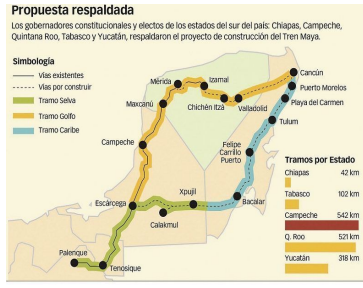 Propuesta respaldada
Los gobernadores constitucionales y electos de los estados del sur del país: Chiapas, Campeche,
Quintana Roo, Tabasco y Yucatán, respaldaron el proyecto de construcción del Tren Maya.
Simbología
Vías existentes
Vías por construir
Tramo Selva
Tramo Golfo
Tramo Caribe
Mérida
Izamal
Cancún
Puerto Morelos
Playa del Carmen
Maxcanú
Chichén Itzá
Valladolid
Tulum
Campeche
Felipe
Carrillo
Puerto
Escárcega
Xpujil
Bacalar
Calakmul
Palenque
Tenosique
Tramos por Estado
Chiapas 42 km
Tabasco 102 km
Campeche 542 km
Q. Roo 521 km
Yucatán 318 km